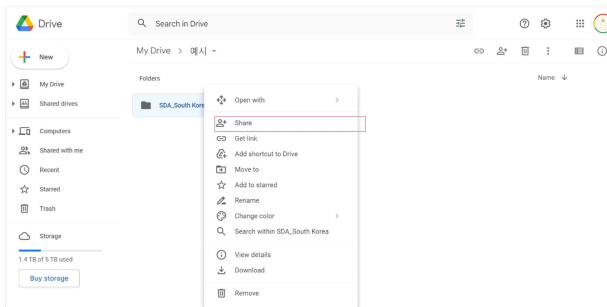 Drive
Search in Drive
New
My Drive > 예시
Folders
Name
My Drive
Shared drives
SDA_South Kore
Computers
Shared with me
Recent
Starred
Trash
Storage
1.4 TB of 5 TB used
Buy storage
Open with
Share
Get link
Add shortcut to Drive
Move to
Add to starred
Rename
Change color
Search within SDA_South Korea
View details
Download
Remove